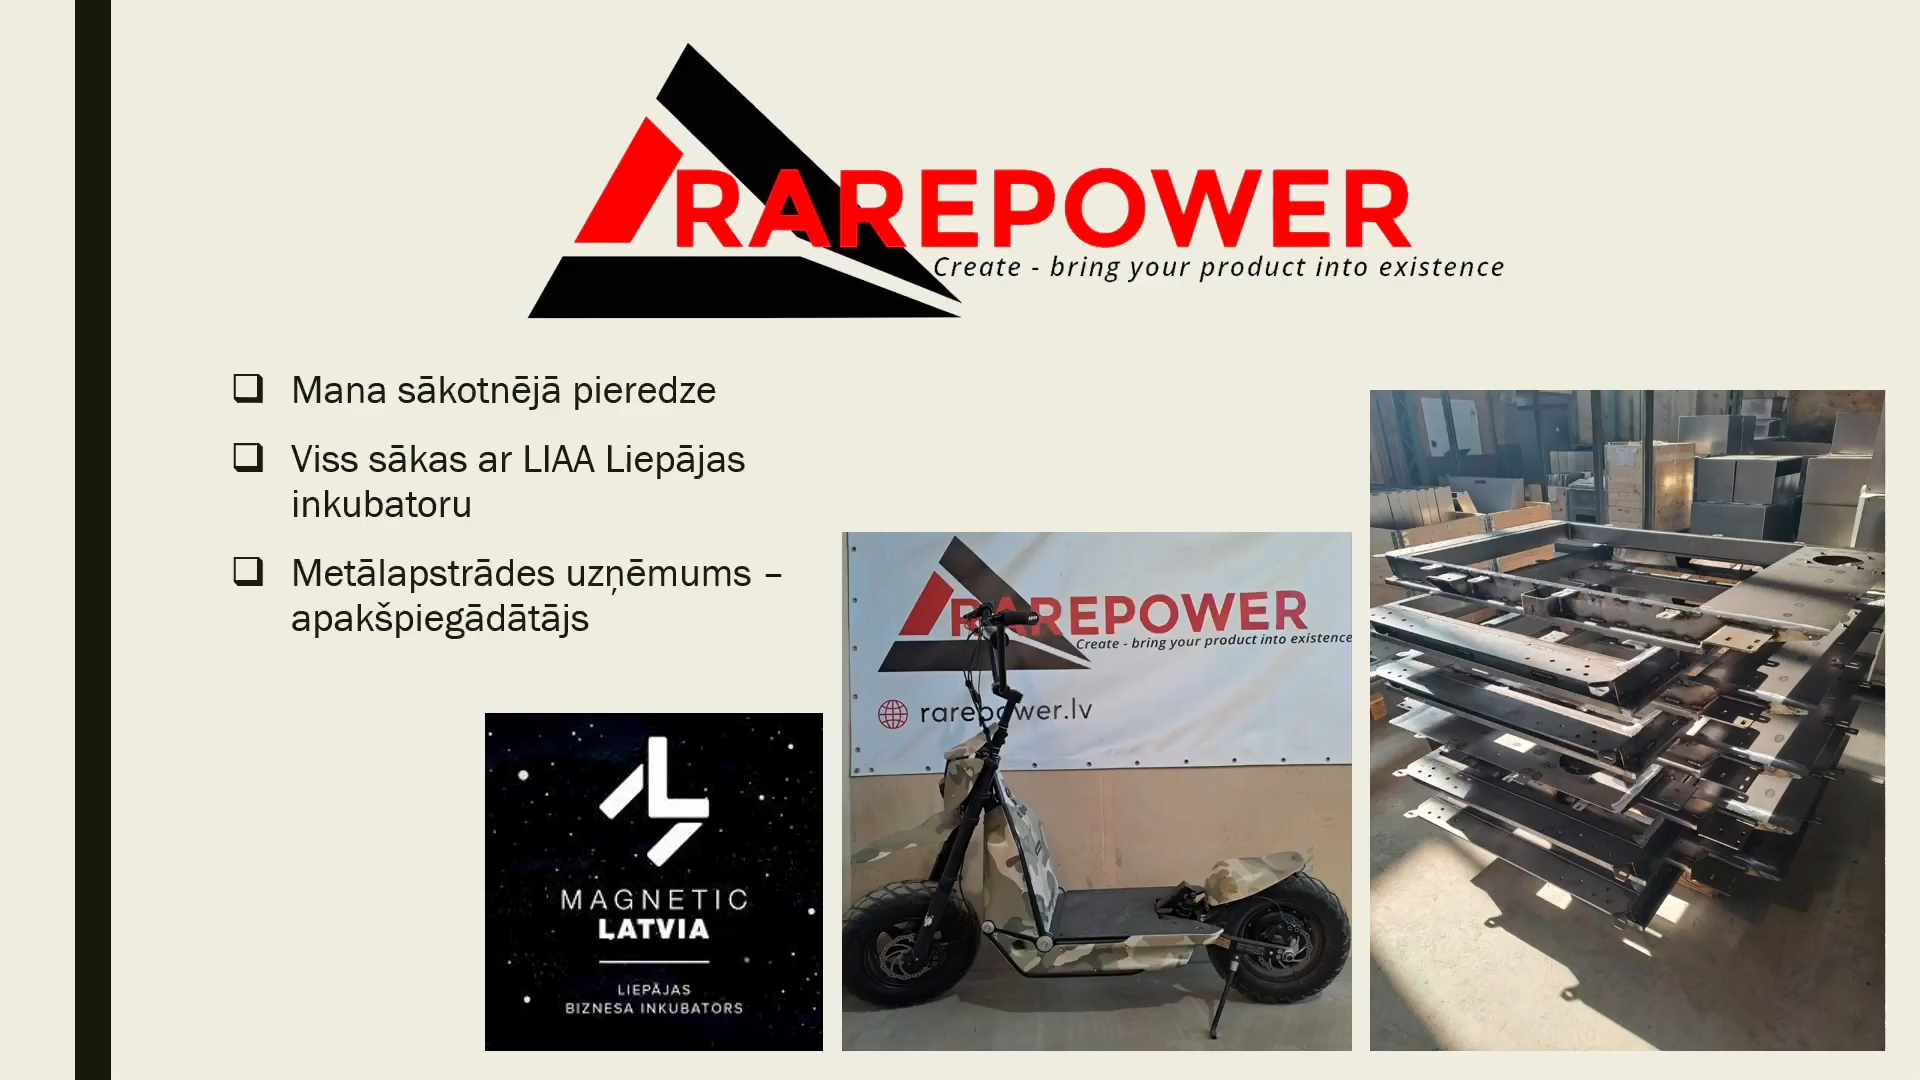 RAREPOWER
Create - bring your product into existence
Mana sākotnējā pieredze
Viss sākas ar LIAA Liepājas
inkubatoru
Metālapstrādes uzņēmums –
apakšpiegādātājs
MAGNETIC
LATVIA
LIEPĀJAS
BIZNESA INKUBATORS
RAREPOWER
Create - bring your product into existence
rarepower.lv